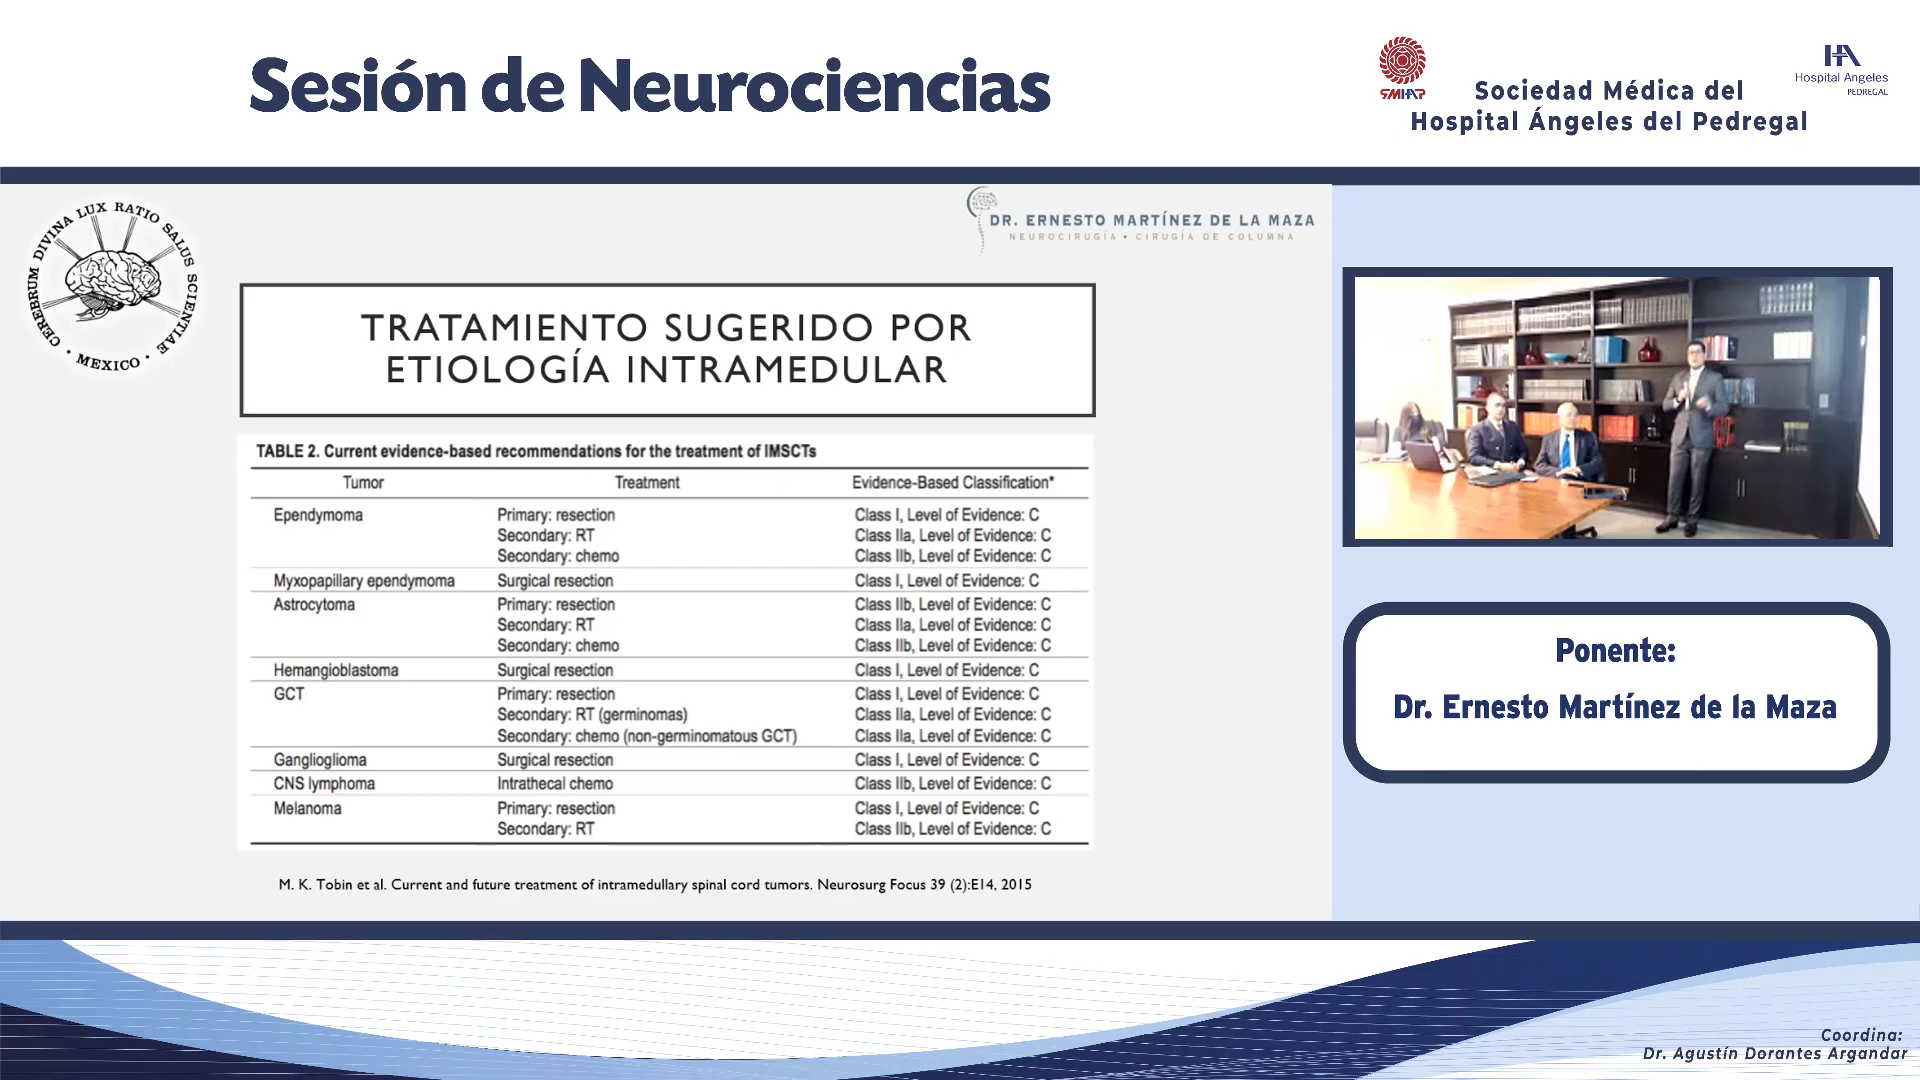 Sesión de Neurociencias
SMHAP
Sociedad Médica del
Hospital Ángeles del Pedregal
HA
Hospital Angeles
PEDREGAL
CEREBRUM DIVINA LUX RATIO SALUS SCIENTIAE
• MEXICO •
DR. ERNESTO MARTÍNEZ DE LA MAZA
NEUROCIRUGÍA • CIRUGÍA DE COLUMNA
TRATAMIENTO SUGERIDO POR
ETIOLOGÍA INTRAMEDULAR
TABLE 2. Current evidence-based recommendations for the treatment of IMSCTs
Tumor Treatment Evidence-Based Classification*
Ependymoma Primary: resection Class I, Level of Evidence: C
Secondary: RT Class IIa, Level of Evidence: C
Secondary: chemo Class IIb, Level of Evidence: C
Myxopapillary ependymoma Surgical resection Class I, Level of Evidence: C
Astrocytoma Primary: resection Class IIb, Level of Evidence: C
Secondary: RT Class IIa, Level of Evidence: C
Secondary: chemo Class IIb, Level of Evidence: C
Hemangioblastoma Surgical resection Class I, Level of Evidence: C
GCT Primary: resection Class I, Level of Evidence: C
Secondary: RT (germinomas) Class IIa, Level of Evidence: C
Secondary: chemo (non-germinomatous GCT) Class IIa, Level of Evidence: C
Ganglioglioma Surgical resection Class I, Level of Evidence: C
CNS lymphoma Intrathecal chemo Class IIb, Level of Evidence: C
Melanoma Primary: resection Class I, Level of Evidence: C
Secondary: RT Class IIb, Level of Evidence: C
M. K. Tobin et al. Current and future treatment of intramedullary spinal cord tumors. Neurosurg Focus 39 (2):E14, 2015
Ponente:
Dr. Ernesto Martínez de la Maza
Coordina:
Dr. Agustín Dorantes Argandar